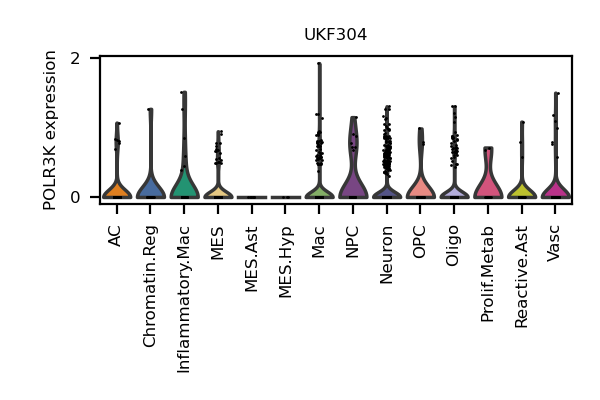 UKF304
POLR3K expression
2
0
AC
Chromatin.Reg
Inflammatory.Mac
MES
MES.Ast
MES.Hyp
Mac
NPC
Neuron
OPC
Oligo
Prolif.Metab
Reactive.Ast
Vasc